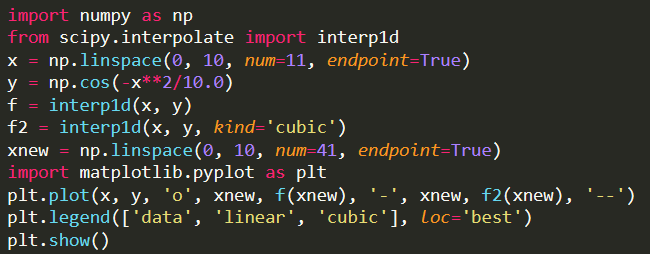 import numpy as np
from scipy.interpolate import interp1d
x = np.linspace(0, 10, num=11, endpoint=True)
y = np.cos(-x**2/10.0)
f = interp1d(x, y)
f2 = interp1d(x, y, kind='cubic')
xnew = np.linspace(0, 10, num=41, endpoint=True)
import matplotlib.pyplot as plt
plt.plot(x, y, 'o', xnew, f(xnew), '-', xnew, f2(xnew), '--')
plt.legend(['data', 'linear', 'cubic'], loc='best')
plt.show()